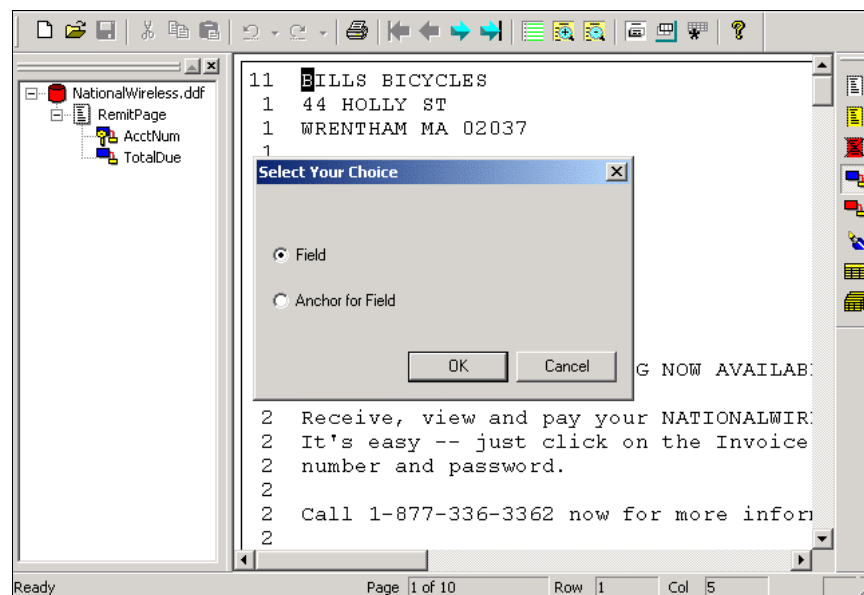 NationalWireless.ddf
RemitPage
AcctNum
TotalDue
11 BILLS BICYCLES
1 44 HOLLY ST
1 WRENTHAM MA 02037
1
Select Your Choice
Field
Anchor for Field
OK Cancel
G NOW AVAILAB
2 Receive, view and pay your NATIONALWIR
2 It's easy -- just click on the Invoice
2 number and password.
2
2 Call 1-877-336-3362 now for more infor
2
Ready Page 1 of 10 Row 1 Col 5